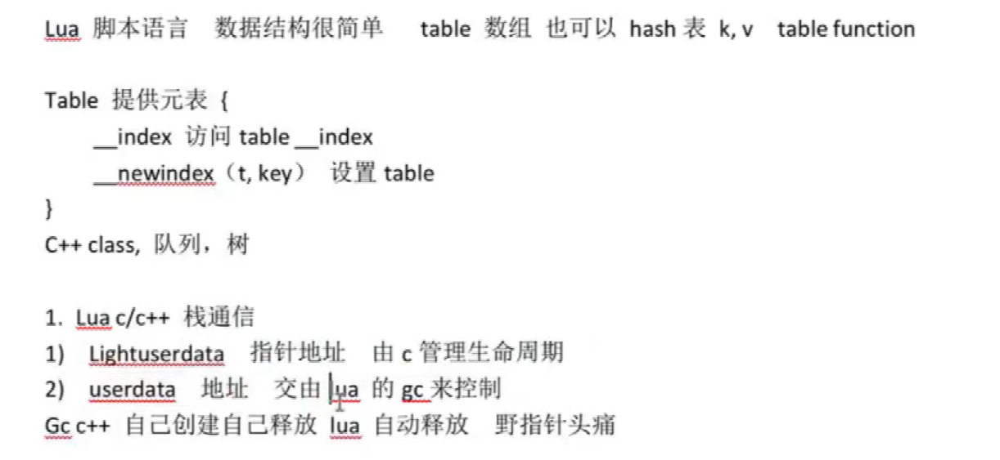 Lua 脚本语言 数据结构很简单 table 数组 也可以 hash 表 k, v table function
Table 提供元表 {
__index 访问 table __index
__newindex（t, key） 设置 table
}
C++ class, 队列，树
1. Lua c/c++ 栈通信
1) Lightuserdata 指针地址 由 c 管理生命周期
2) userdata 地址 交由 lua 的 gc 来控制
Gc c++ 自己创建自己释放 lua 自动释放 野指针头痛